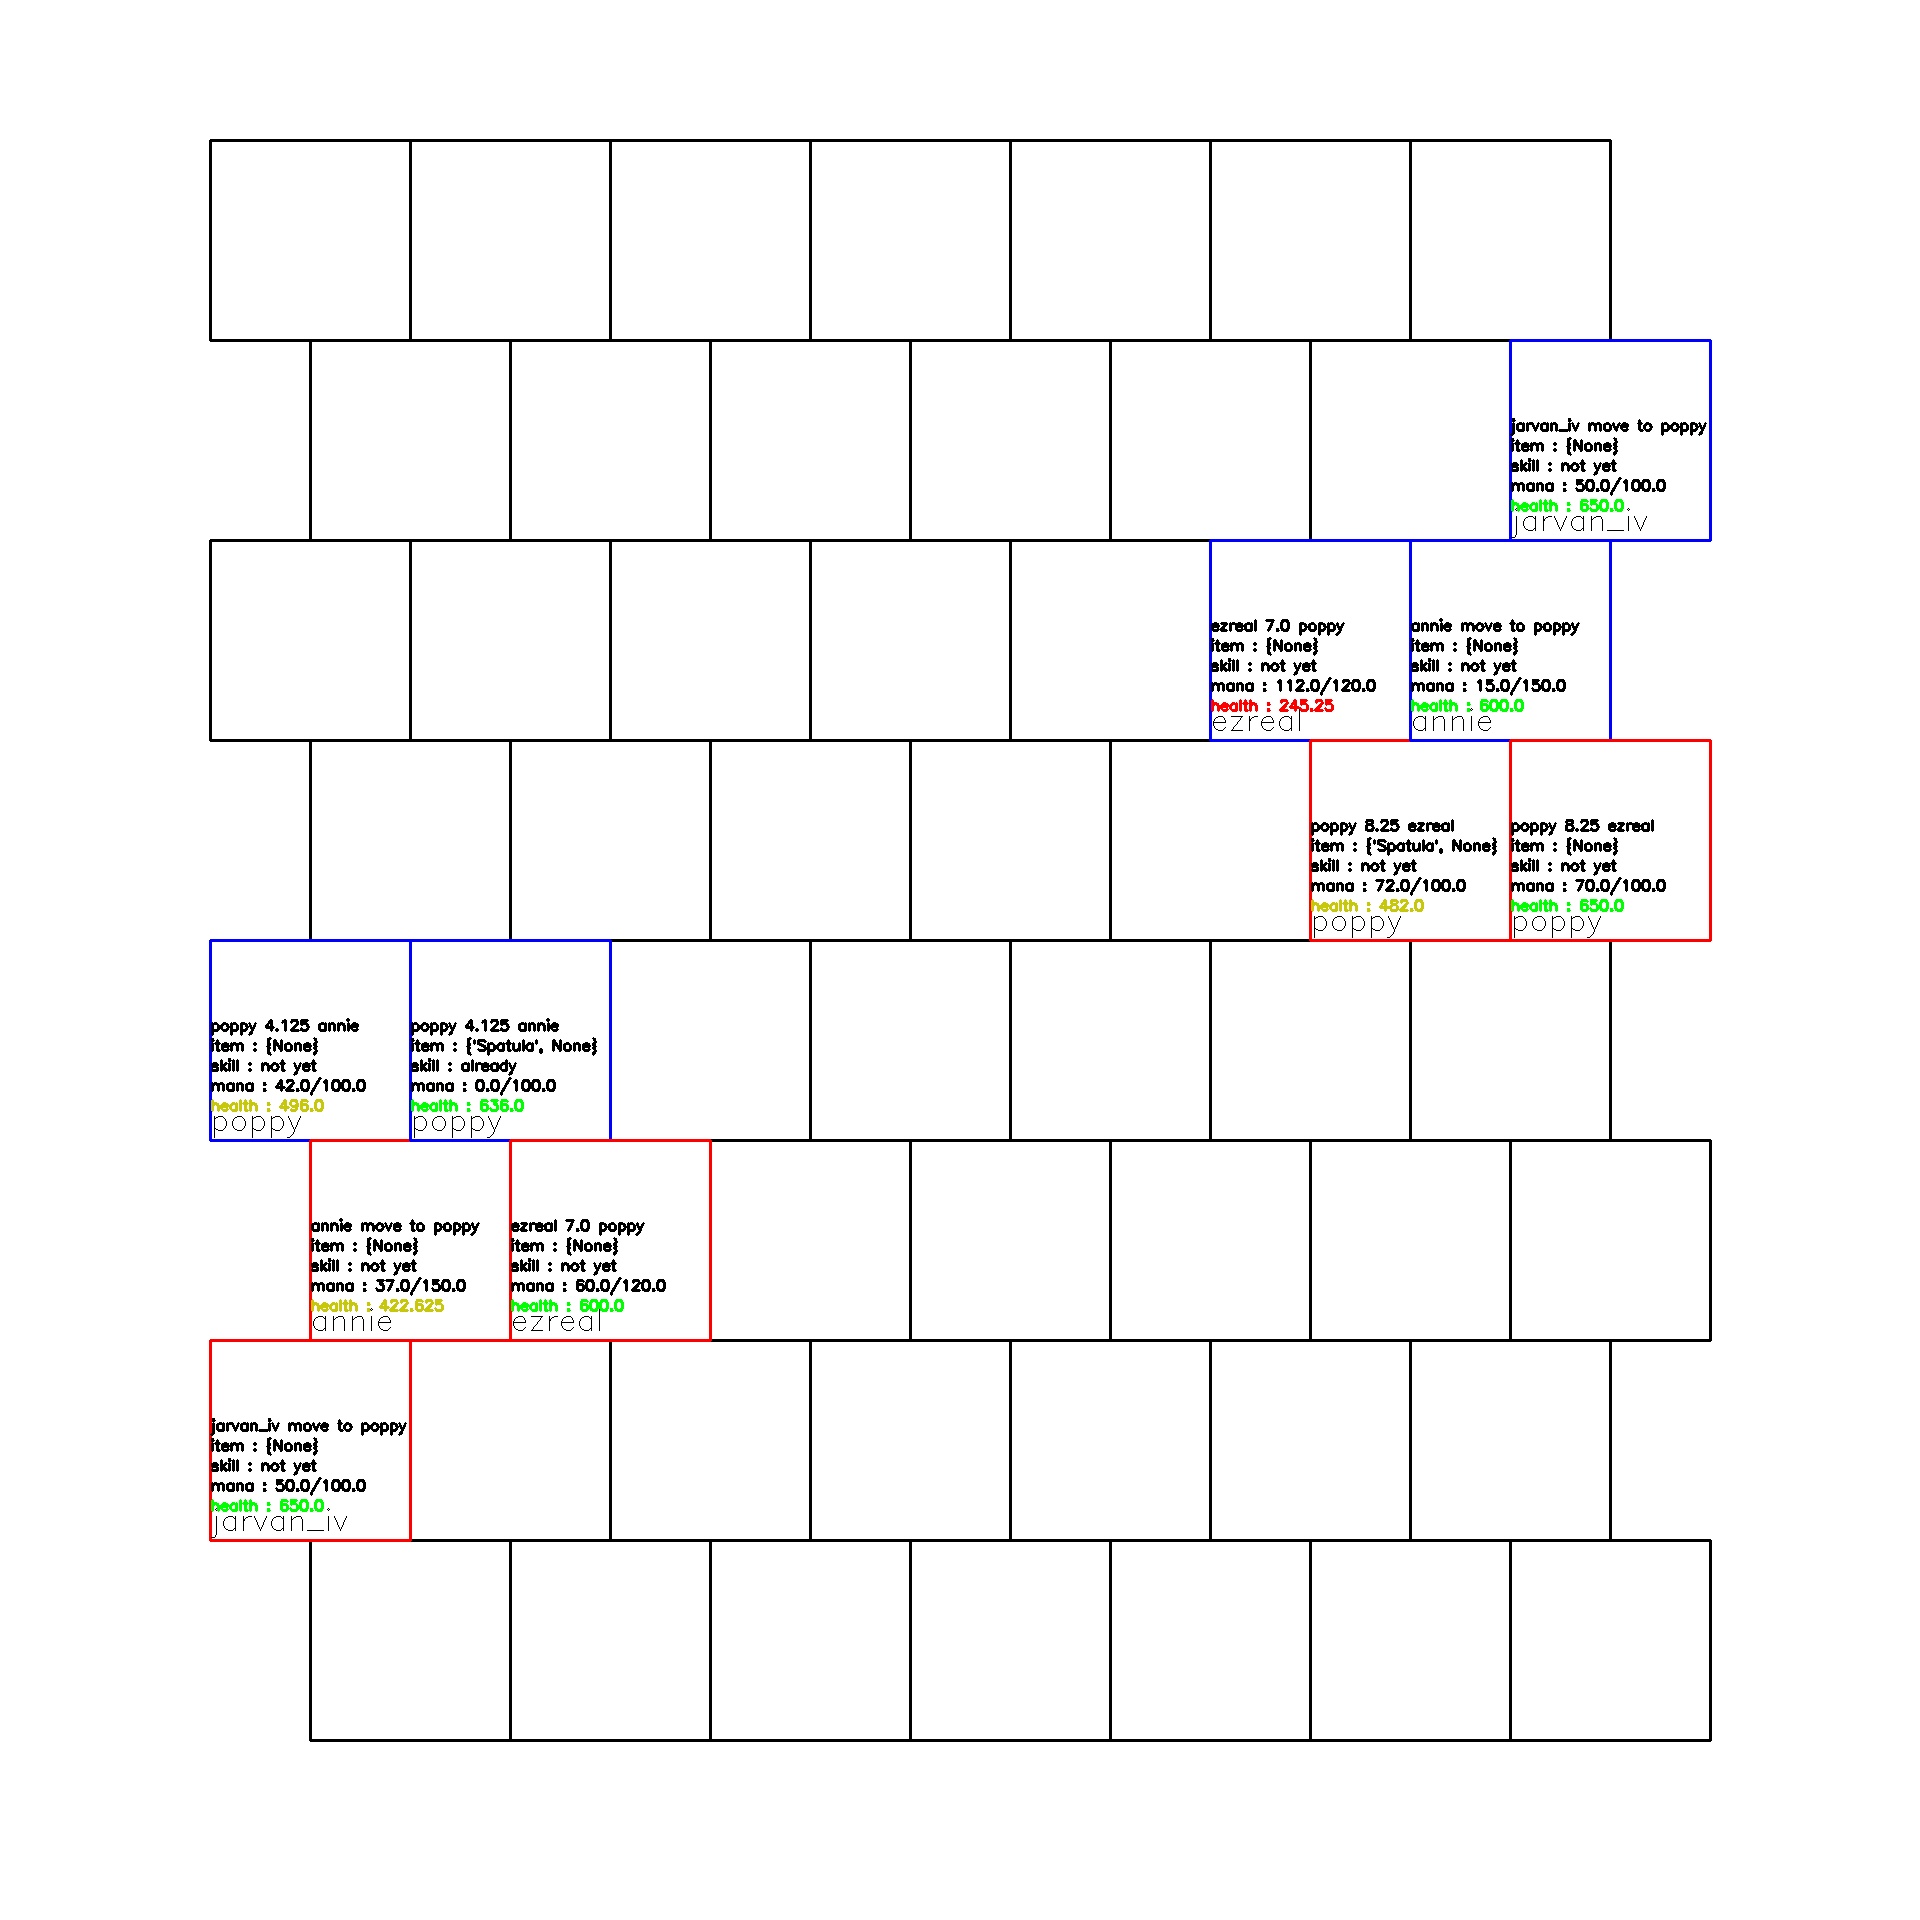 jarvan_iv move to poppy
item : {None}
skill : not yet
mana : 50.0/100.0
health : 650.0
jarvan_iv
ezreal 7.0 poppy
item : {None}
skill : not yet
mana : 112.0/120.0
health : 245.25
ezreal
annie move to poppy
item : {None}
skill : not yet
mana : 15.0/150.0
health : 600.0
annie
poppy 8.25 ezreal
item : {'Spatula', None}
skill : not yet
mana : 72.0/100.0
health : 482.0
poppy
poppy 8.25 ezreal
item : {None}
skill : not yet
mana : 70.0/100.0
health : 650.0
poppy
poppy 4.125 annie
item : {None}
skill : not yet
mana : 42.0/100.0
health : 496.0
poppy
poppy 4.125 annie
item : {'Spatula', None}
skill : already
mana : 0.0/100.0
health : 636.0
poppy
annie move to poppy
item : {None}
skill : not yet
mana : 37.0/150.0
health : 422.625
annie
ezreal 7.0 poppy
item : {None}
skill : not yet
mana : 60.0/120.0
health : 600.0
ezreal
jarvan_iv move to poppy
item : {None}
skill : not yet
mana : 50.0/100.0
health : 650.0
jarvan_iv